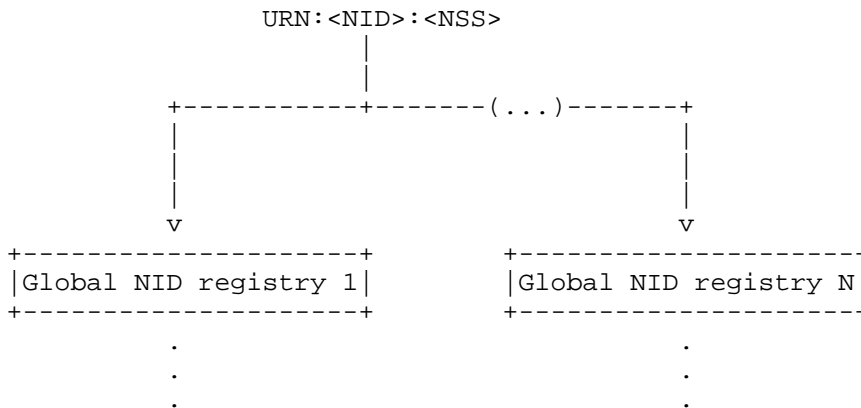 URN:<NID>:<NSS>
(...)
Global NID registry 1
Global NID registry N
.
.
.
.
.
.